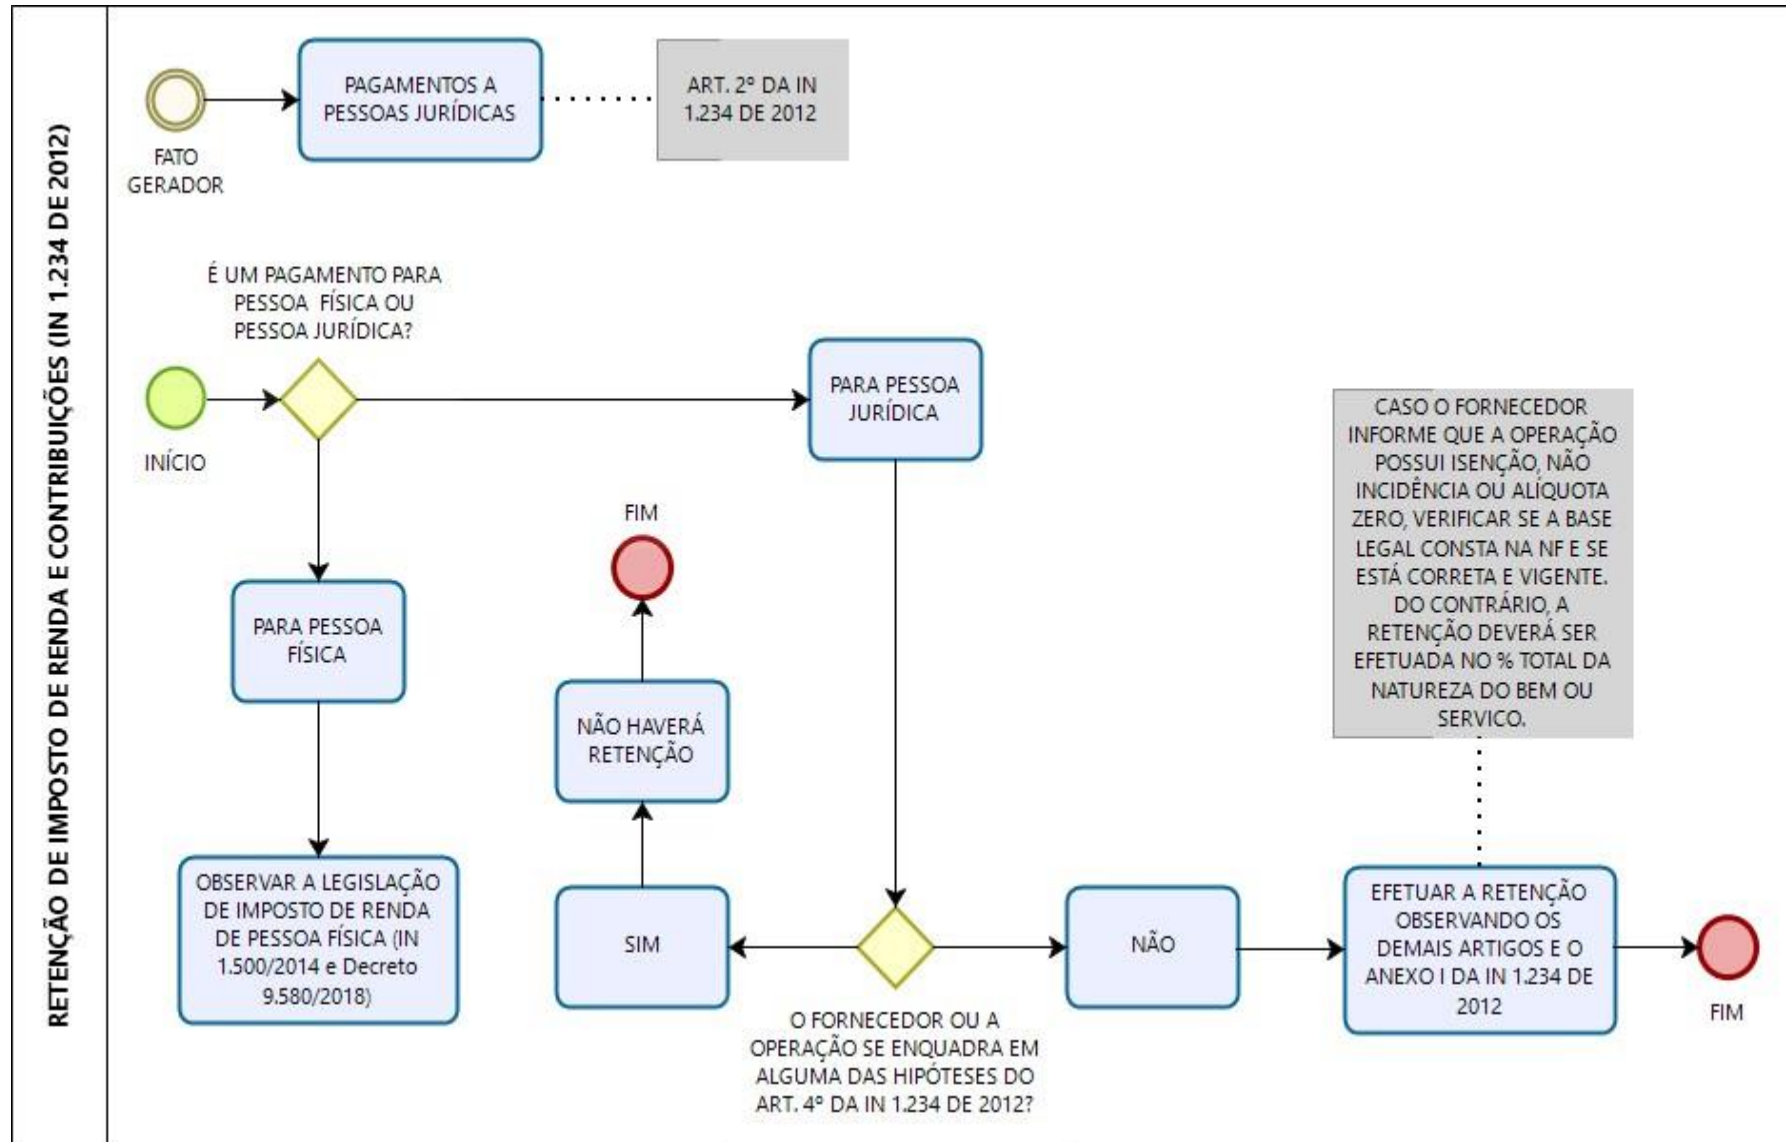 RETENÇÃO DE IMPOSTO DE RENDA E CONTRIBUIÇÕES (IN 1.234 DE 2012)
FATO
GERADOR
PAGAMENTOS A
PESSOAS JURÍDICAS
ART. 2º DA IN
1.234 DE 2012
É UM PAGAMENTO PARA
PESSOA FÍSICA OU
PESSOA JURÍDICA?
INÍCIO
PARA PESSOA
JURÍDICA
PARA PESSOA
FÍSICA
OBSERVAR A LEGISLAÇÃO
DE IMPOSTO DE RENDA
DE PESSOA FÍSICA (IN
1.500/2014 e Decreto
9.580/2018)
FIM
NÃO HAVERÁ
RETENÇÃO
SIM
O FORNECEDOR OU A
OPERAÇÃO SE ENQUADRA EM
ALGUMA DAS HIPÓTESES DO
ART. 4º DA IN 1.234 DE 2012?
NÃO
CASO O FORNECEDOR
INFORME QUE A OPERAÇÃO
POSSUI ISENÇÃO, NÃO
INCIDÊNCIA OU ALÍQUOTA
ZERO, VERIFICAR SE A BASE
LEGAL CONSTA NA NF E SE
ESTÁ CORRETA E VIGENTE.
DO CONTRÁRIO, A
RETENÇÃO DEVERÁ SER
EFETUADA NO % TOTAL DA
NATUREZA DO BEM OU
SERVICO.
EFETUAR A RETENÇÃO
OBSERVANDO OS
DEMAIS ARTIGOS E O
ANEXO I DA IN 1.234 DE
2012
FIM